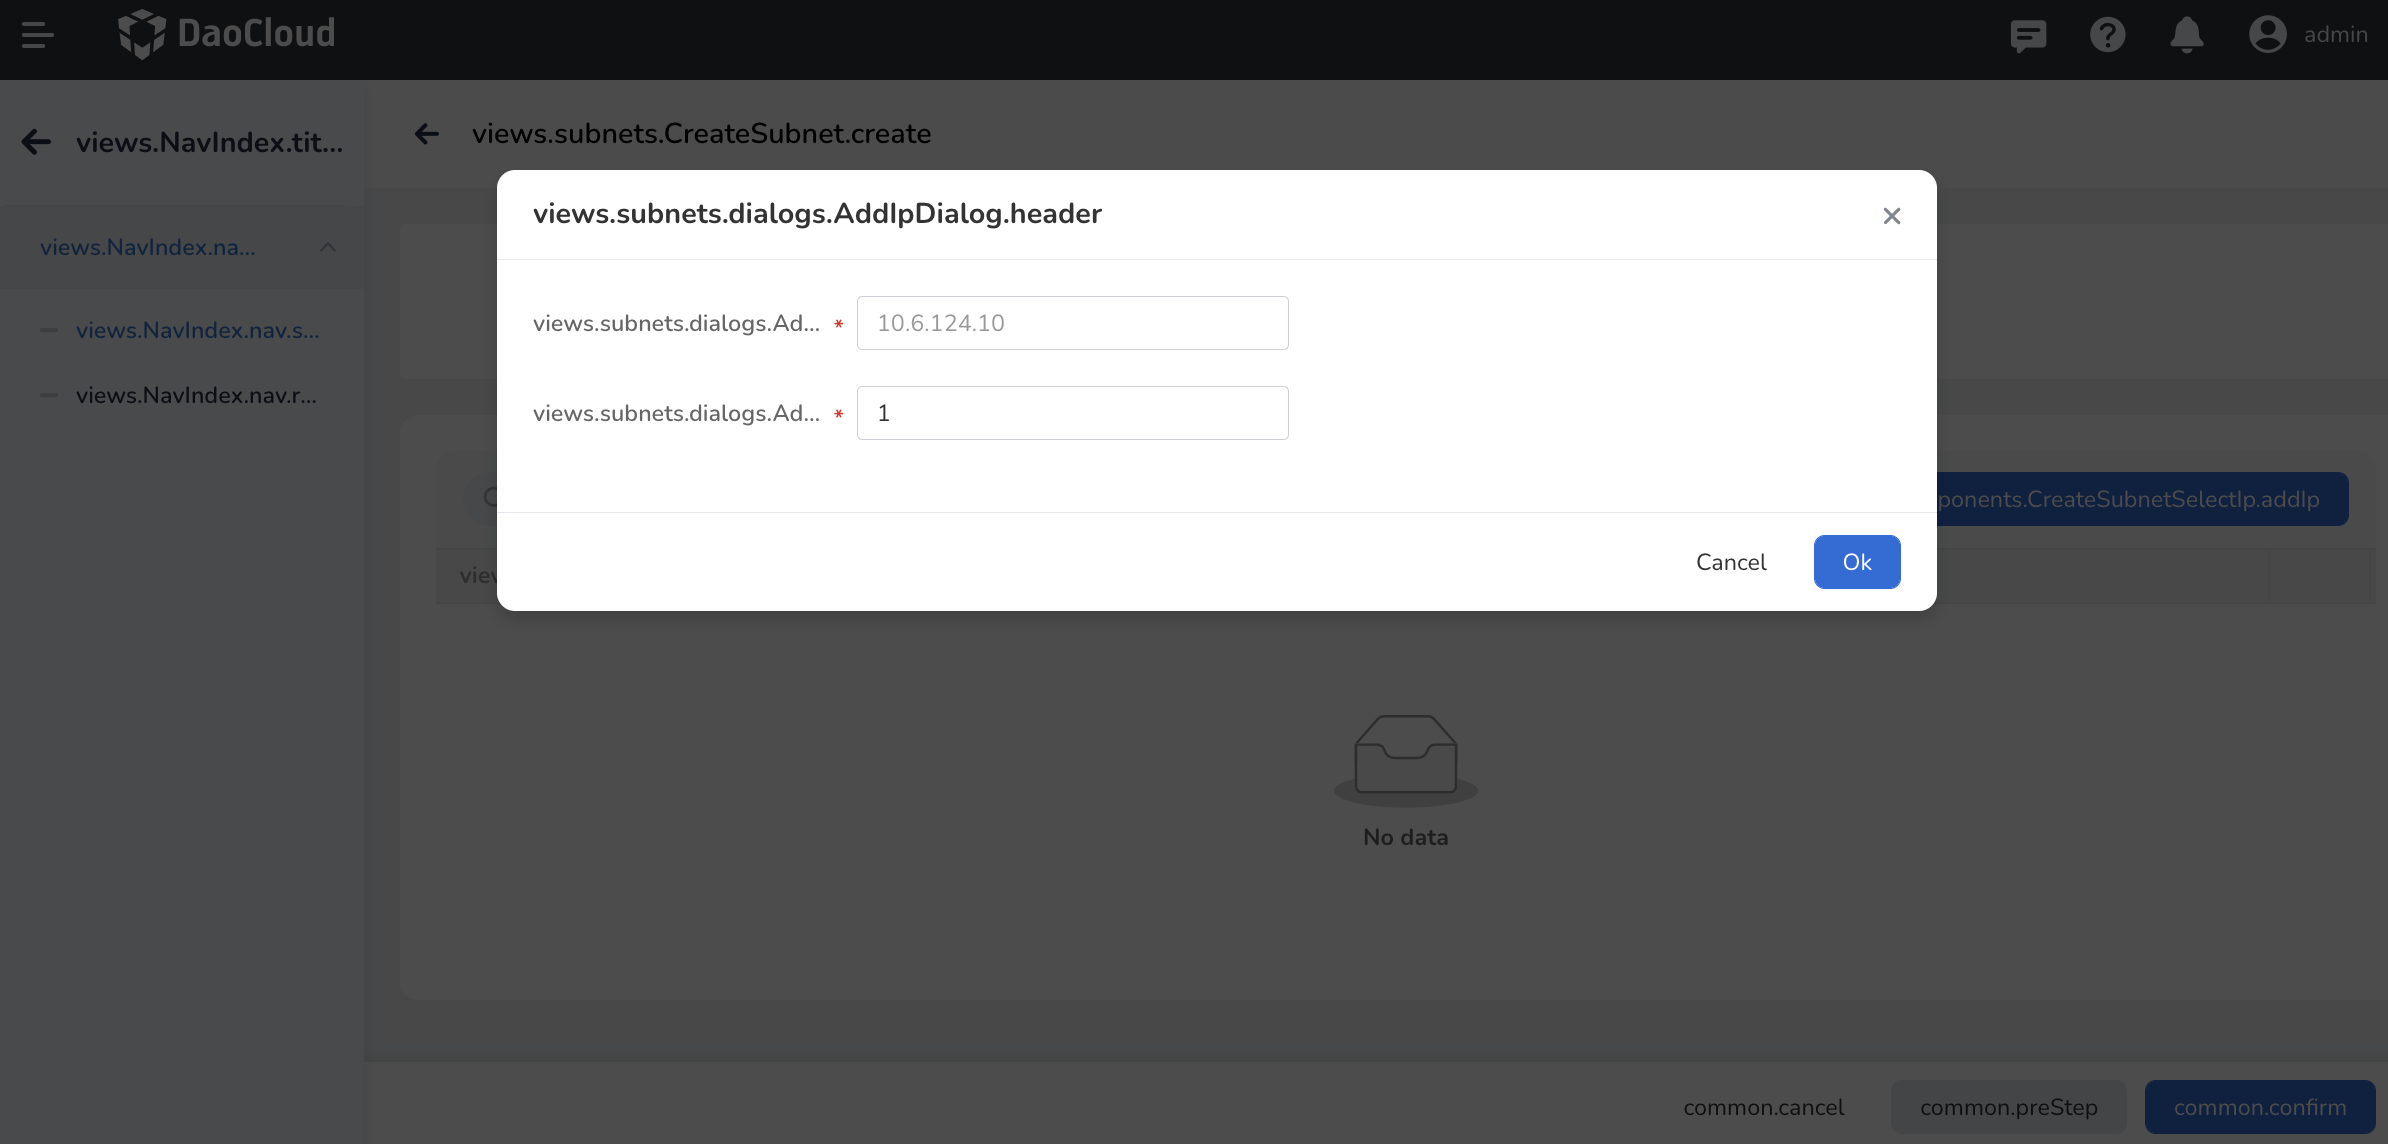 DaoCloud
admin
views.NavIndex.tit...
views.subnets.CreateSubnet.create
views.subnets.dialogs.AddIpDialog.header
views.NavIndex.na...
views.subnets.dialogs.Ad... * 10.6.124.10
views.NavIndex.nav.s...
views.NavIndex.nav.r...
views.subnets.dialogs.Ad... * 1
ponents.CreateSubnetSelectIp.addIp
Cancel
Ok
view
No data
common.cancel
common.preStep
common.confirm